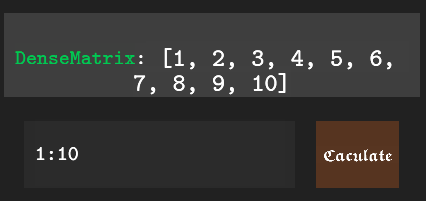 DenseMatrix: [1, 2, 3, 4, 5, 6,
7, 8, 9, 10]
1:10
Caculate